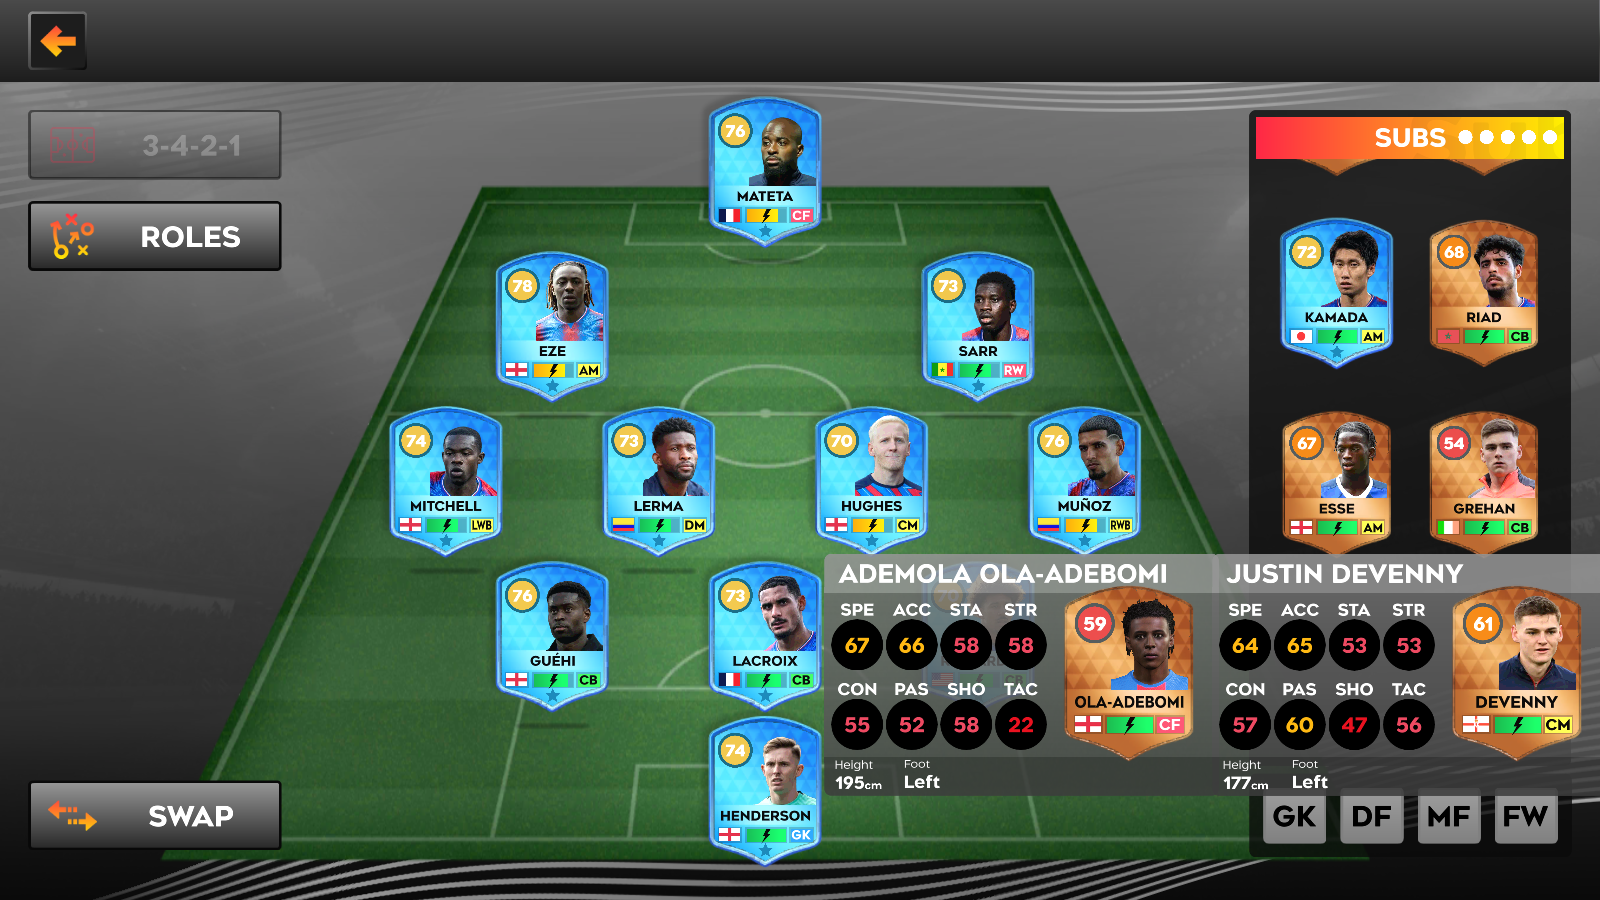 3-4-2-1
ROLES
SWAP
76
MATETA
CF
78
EZE
AM
73
SARR
RW
74
MITCHELL
LWB
73
LERMA
DM
70
HUGHES
CM
76
MUÑOZ
RWB
76
GUÉHI
CB
73
LACROIX
CB
74
HENDERSON
GK
SUBS
72
KAMADA
AM
68
RIAD
CB
67
ESSE
AM
54
GREHAN
CB
ADEMOLA OLA-ADEBOMI
SPE ACC STA STR
67 66 58 58
CON PAS SHO TAC
55 52 58 22
Height Foot
195cm Left
59
OLA-ADEBOMI
CF
JUSTIN DEVENNY
SPE ACC STA STR
64 65 53 53
CON PAS SHO TAC
57 60 47 56
Height Foot
177cm Left
61
DEVENNY
CM
GK DF MF FW